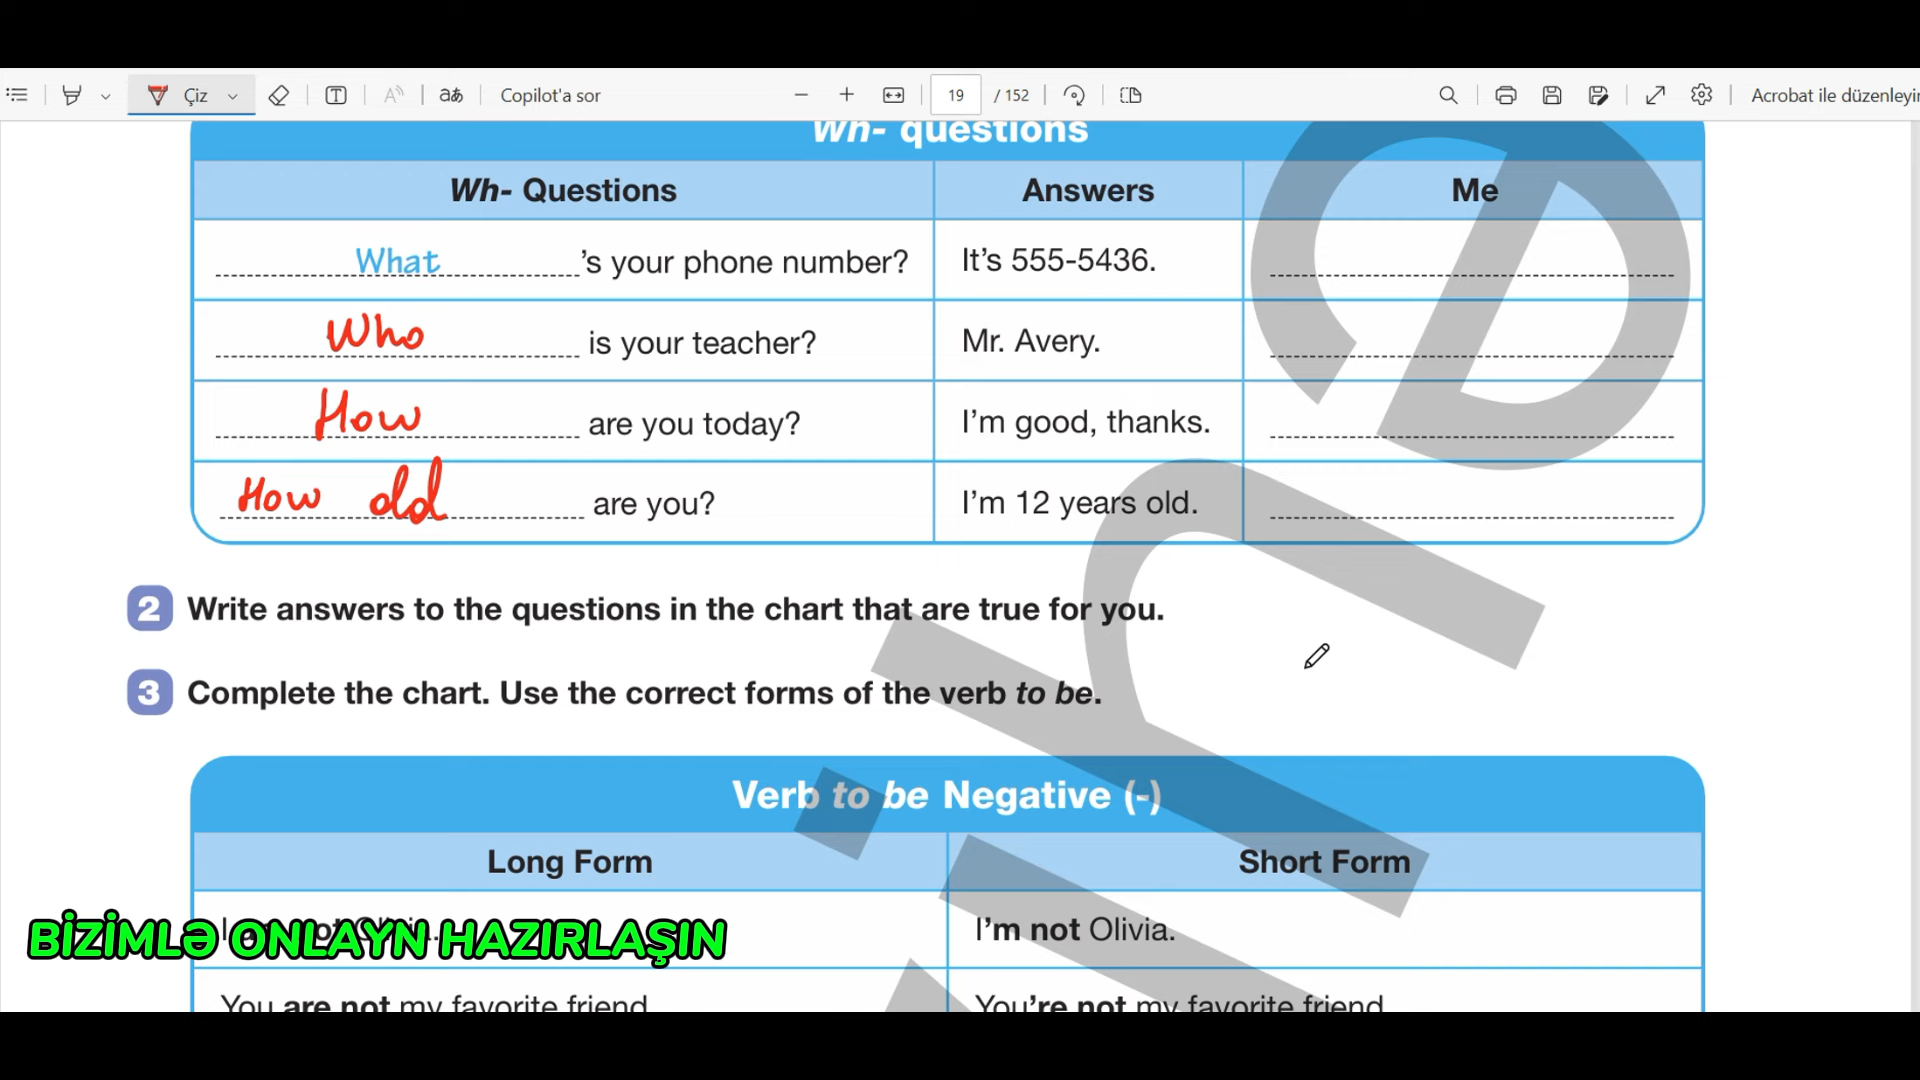 Çiz
Copilot'a sor
19 / 152
Acrobat ile düzenleyin
Wh- questions
Wh- Questions Answers Me
What 's your phone number? It's 555-5436.
Who is your teacher? Mr. Avery.
How are you today? I'm good, thanks.
How old are you? I'm 12 years old.
2 Write answers to the questions in the chart that are true for you.
3 Complete the chart. Use the correct forms of the verb to be.
Verb to be Negative (-)
Long Form Short Form
I'm not Olivia.
BİZİMLƏ ONLAYN HAZIRLAŞIN
You are not my favorite friend You're not my favorite friend